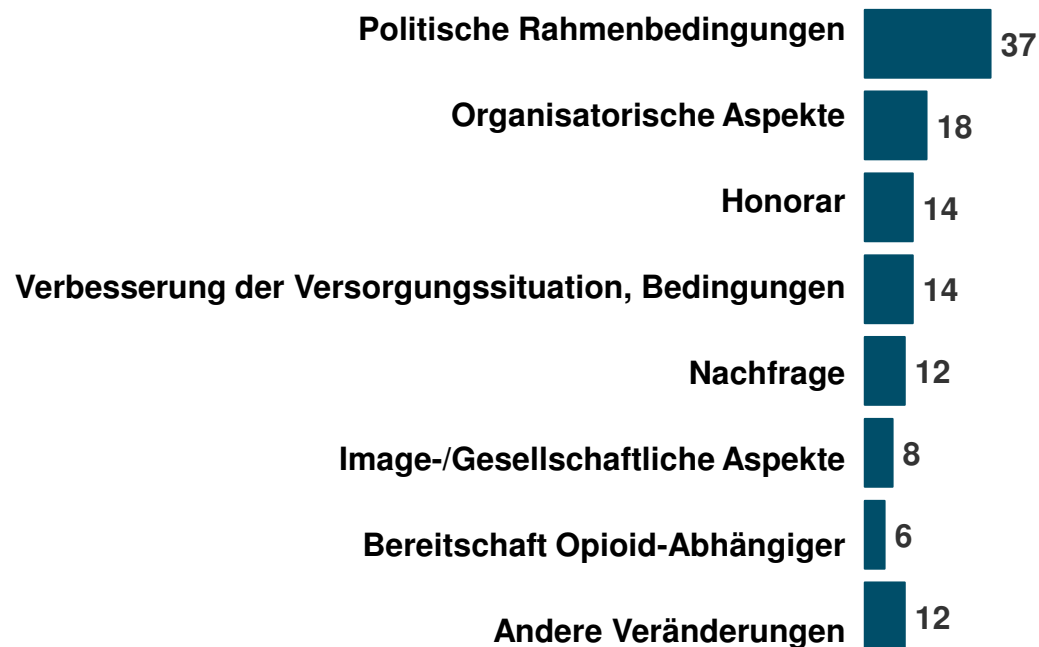 Politische Rahmenbedingungen 37
Organisatorische Aspekte 18
Honorar 14
Verbesserung der Versorgungssituation, Bedingungen 14
Nachfrage 12
Image-/Gesellschaftliche Aspekte 8
Bereitschaft Opioid-Abhängiger 6
Andere Veränderungen 12